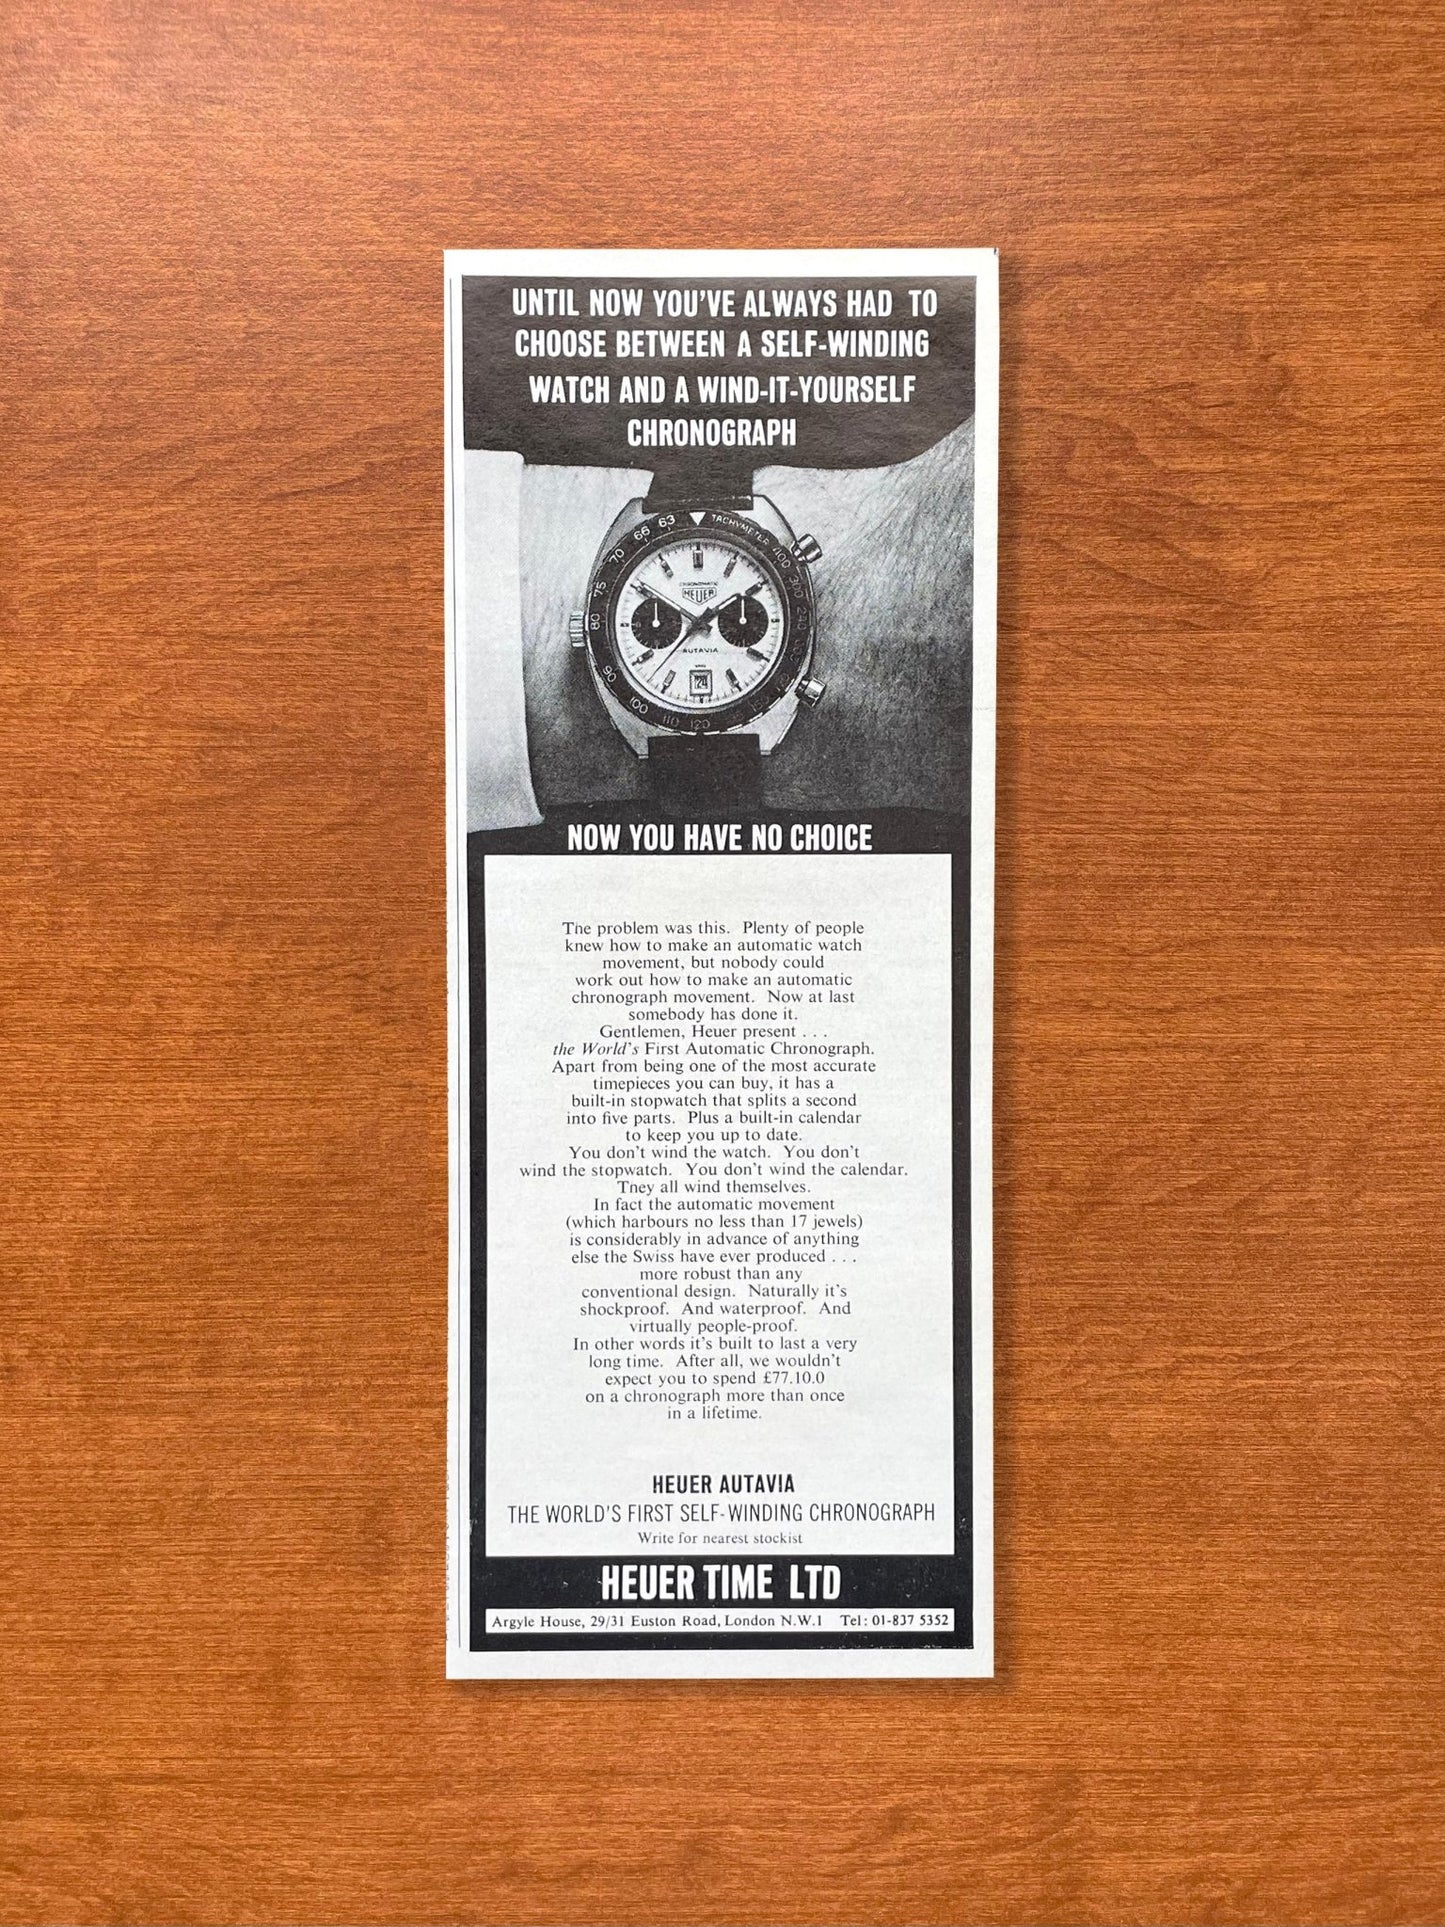 UNTIL NOW YOU'VE ALWAYS HAD TO
CHOOSE BETWEEN A SELF-WINDING
WATCH AND A WIND-IT-YOURSELF
CHRONOGRAPH
63
TACHYMETER
66
400
70
300
75
CHRONOMATIC
HEUER
240
80
AUTAVIA
90
24
100
110
120
150
NOW YOU HAVE NO CHOICE
The problem was this. Plenty of people
knew how to make an automatic watch
movement, but nobody could
work out how to make an automatic
chronograph movement. Now at last
somebody has done it.
Gentlemen, Heuer present . . .
the World's First Automatic Chronograph.
Apart from being one of the most accurate
timepieces you can buy, it has a
built-in stopwatch that splits a second
into five parts. Plus a built-in calendar
to keep you up to date.
You don't wind the watch. You don't
wind the stopwatch. You don't wind the calendar.
Tney all wind themselves.
In fact the automatic movement
(which harbours no less than 17 jewels)
is considerably in advance of anything
else the Swiss have ever produced . . .
more robust than any
conventional design. Naturally it's
shockproof. And waterproof. And
virtually people-proof.
In other words it's built to last a very
long time. After all, we wouldn't
expect you to spend £77.10.0
on a chronograph more than once
in a lifetime.
HEUER AUTAVIA
THE WORLD'S FIRST SELF-WINDING CHRONOGRAPH
Write for nearest stockist
HEUER TIME LTD
Argyle House, 29/31 Euston Road, London N.W.1 Tel: 01-837 5352